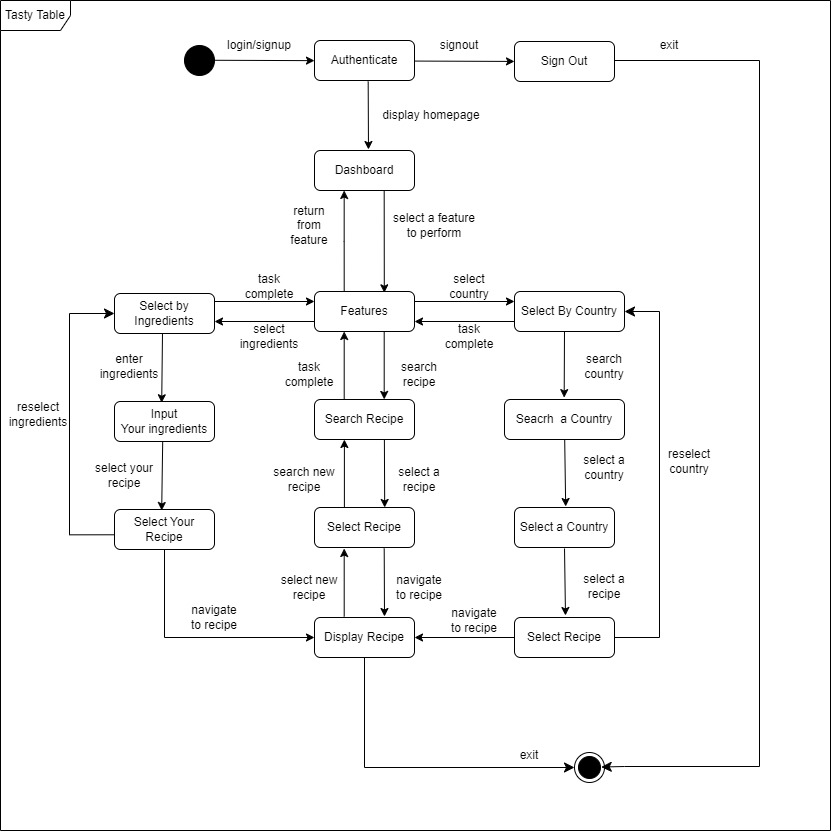 Tasty Table
login/signup
Authenticate
signout
Sign Out
exit
display homepage
Dashboard
return
from
feature
select a feature
to perform
Select by
Ingredients
task
complete
select
ingredients
Features
select
country
task
complete
Select By Country
enter
ingredients
task
complete
search
recipe
search
country
reselect
ingredients
Input
Your ingredients
Search Recipe
Seacrh  a Country
select your
recipe
search new
recipe
select a
recipe
select a
country
reselect
country
Select Your
Recipe
Select Recipe
Select a Country
select new
recipe
navigate
to recipe
select a
recipe
navigate
to recipe
navigate
to recipe
Display Recipe
Select Recipe
exit